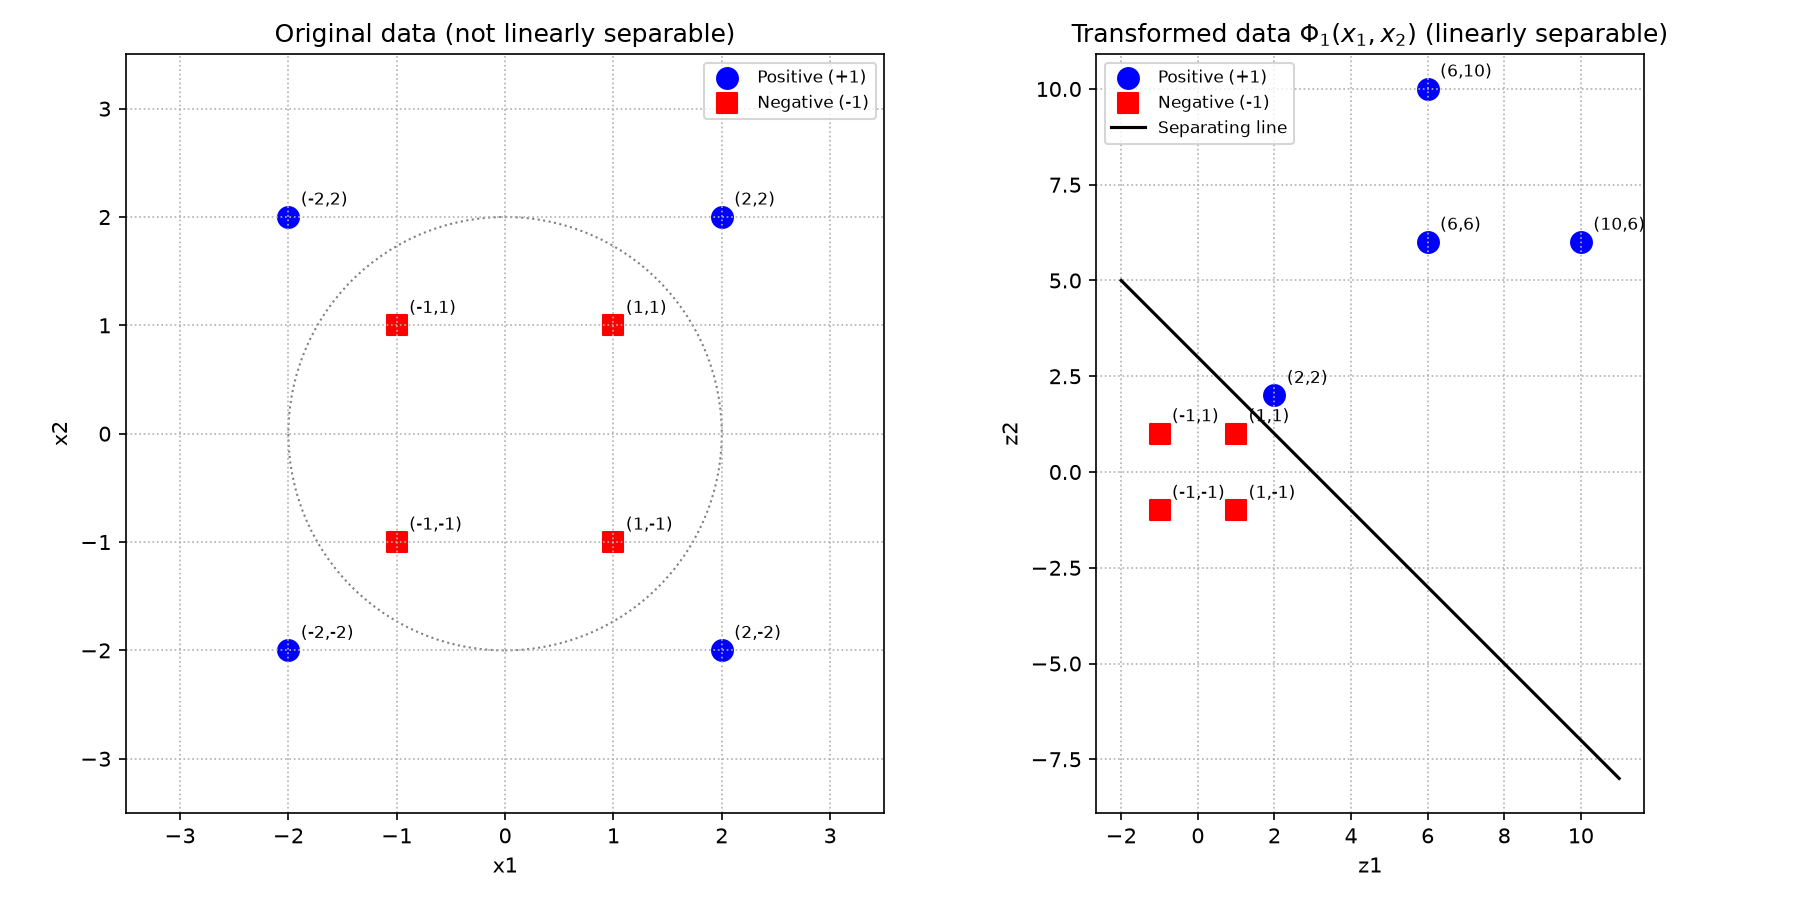 Original data (not linearly separable)
Positive (+1)
Negative (-1)
(-2,2)
(2,2)
(-1,1)
(1,1)
(-1,-1)
(1,-1)
(-2,-2)
(2,-2)
3
2
1
0
−1
−2
−3
x2
−3 −2 −1 0 1 2 3
x1
Transformed data Φ₁(x₁, x₂) (linearly separable)
Positive (+1)
Negative (-1)
Separating line
(6,10)
(6,6)
(10,6)
(2,2)
(-1,1)
(1,1)
(-1,-1)
(1,-1)
10.0
7.5
5.0
2.5
0.0
−2.5
−5.0
−7.5
z2
−2 0 2 4 6 8 10
z1